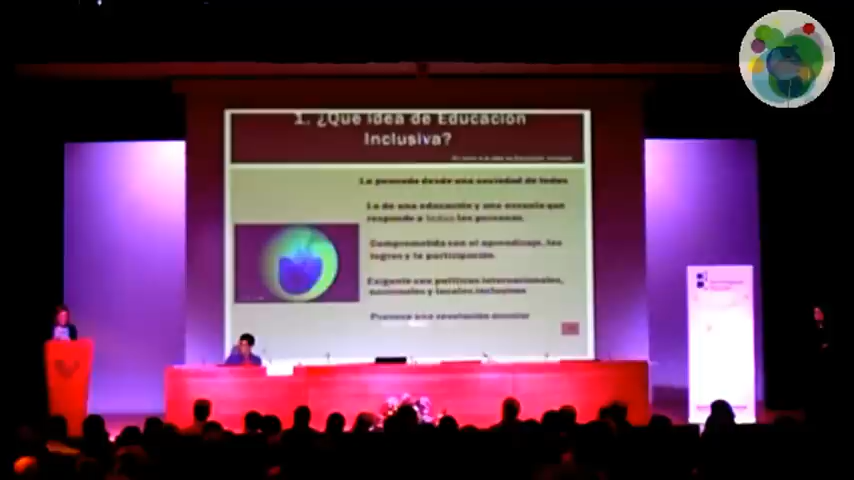 1. ¿Qué idea de Educación
Inclusiva?
La pensada desde una sociedad de todos
La de una educación y una escuela que
responde a todas las personas.
Comprometida con el aprendizaje, los
logros y la participación.
Exigente con políticas internacionales,
nacionales y locales inclusivas
Provoca una revolución